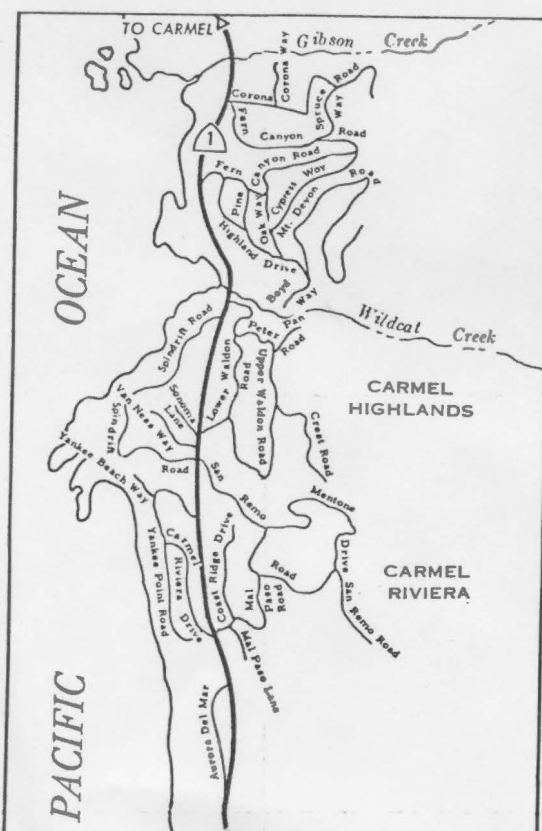 TO CARMEL
Gibson Creek
Corona Way
Corona
Road
Spruce Way
Fern
Canyon Road
1
Fern Canyon Road
Pine
Oak Way
Cypress Way
Mt. Devon Road
Highland Drive
Boyd Way
OCEAN
Wildcat Creek
Spindrift Road
Peter Pan Road
Lower Waldon Road
Upper Waldon Road
CARMEL
HIGHLANDS
Sonoma Lane
Van Ness Way
Spindrift Road
Crest Road
Yankee Beach Way
San Remo
Mentone
Drive
Road
San Remo Road
CARMEL
RIVIERA
Yankee Point Road
Carmel Riviera Drive
Coast Ridge Drive
Mal Paso Road
Mal Paso Lane
Aurora Del Mar
PACIFIC